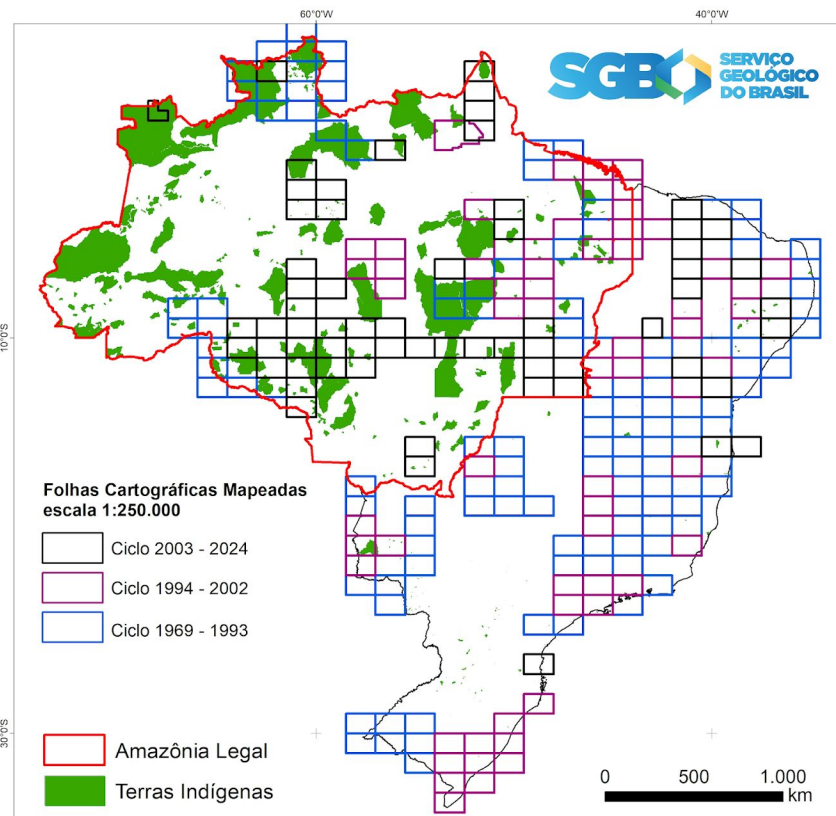 60°0'W
40°0'W
SGB
SERVIÇO
GEOLÓGICO
DO BRASIL
10°0'S
Folhas Cartográficas Mapeadas
escala 1:250.000
Ciclo 2003 - 2024
Ciclo 1994 - 2002
Ciclo 1969 - 1993
30°0'S
Amazônia Legal
Terras Indígenas
0 500 1.000
km